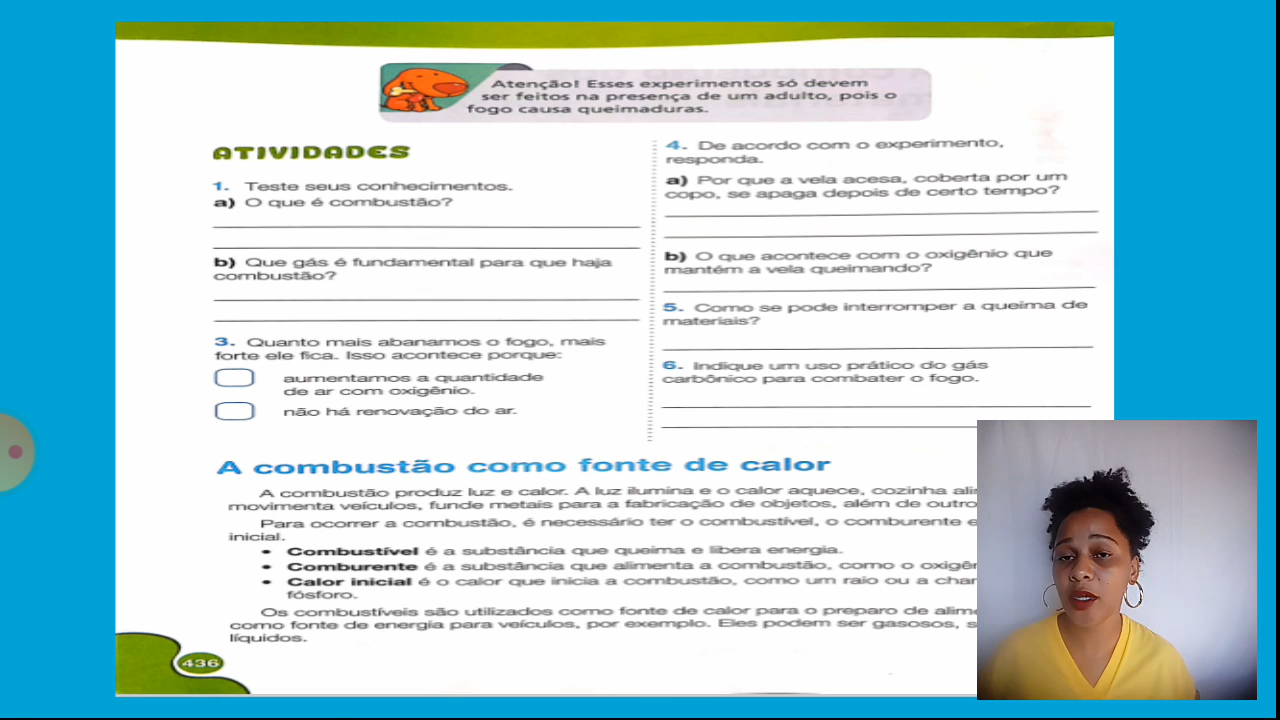 Atenção! Esses experimentos só devem
ser feitos na presença de um adulto, pois o
fogo causa queimaduras.
ATIVIDADES
1. Teste seus conhecimentos.
a) O que é combustão?
b) Que gás é fundamental para que haja
combustão?
3. Quanto mais abanamos o fogo, mais
forte ele fica. Isso acontece porque:
aumentamos a quantidade
de ar com oxigênio.
não há renovação do ar.
4. De acordo com o experimento,
responda.
a) Por que a vela acesa, coberta por um
copo, se apaga depois de certo tempo?
b) O que acontece com o oxigênio que
mantém a vela queimando?
5. Como se pode interromper a queima de
materiais?
6. Indique um uso prático do gás
carbônico para combater o fogo.
A combustão como fonte de calor
A combustão produz luz e calor. A luz ilumina e o calor aquece, cozinha
movimenta veículos, funde metais para a fabricação de objetos, além de
Para ocorrer a combustão, é necessário ter o combustível, o comburente e
inicial.
• Combustível é a substância que queima e libera energia.
• Comburente é a substância que alimenta a combustão, como o
• Calor inicial é o calor que inicia a combustão, como um raio ou a
fósforo.
Os combustíveis são utilizados como fonte de calor para o preparo de
como fonte de energia para veículos, por exemplo. Eles podem ser gasosos,
líquidos.
436